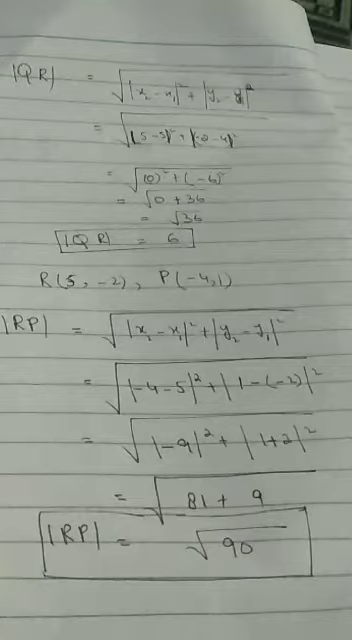 |QR| = √|x₂ - x₁|² + |y₂ - y₁|²
= √|5 - 5|² + |-2 - 4|²
= √(0)² + (-6)²
= √0 + 36
= √36
|QR| = 6
R(5, -2), P(-4, 1)
|RP| = √|x₂ - x₁|² + |y₂ - y₁|²
= √|-4 - 5|² + |1 - (-2)|²
= √|-9|² + |1+2|²
= √81 + 9
|RP| = √90